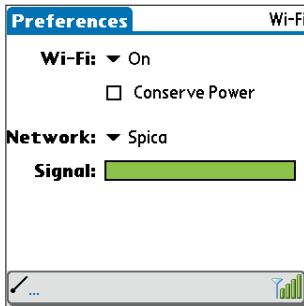 Preferences Wi-Fi
Wi-Fi: On
Conserve Power
Network: Spica
Signal:
...